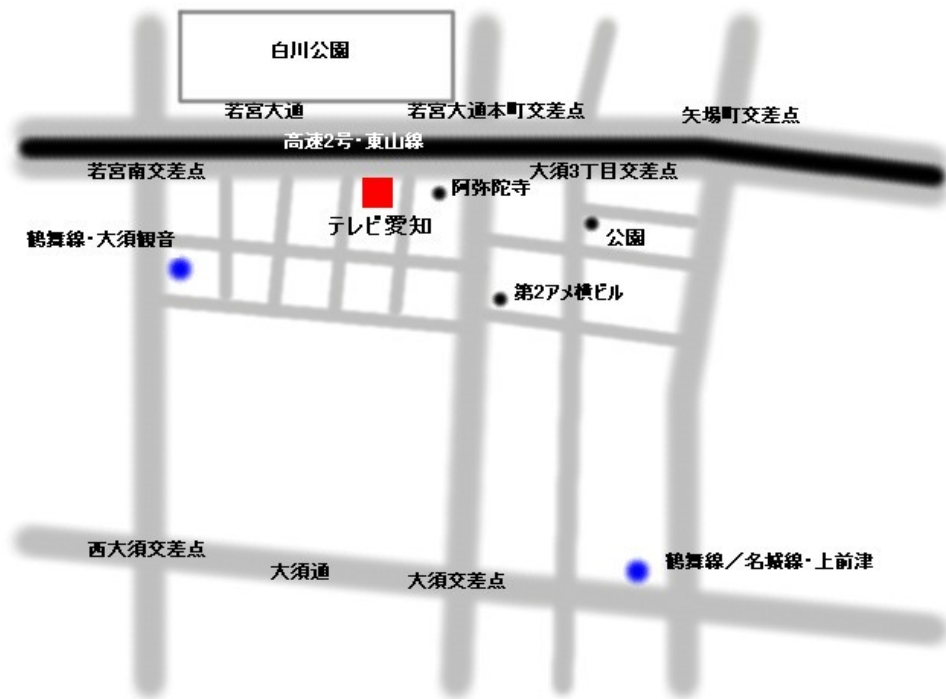 白川公園
若宮大通
若宮大通本町交差点
矢場町交差点
高速2号・東山線
若宮南交差点
大須3丁目交差点
阿弥陀寺
テレビ愛知
公園
鶴舞線・大須観音
第2アメ横ビル
西大須交差点
大須通
大須交差点
鶴舞線／名城線・上前津